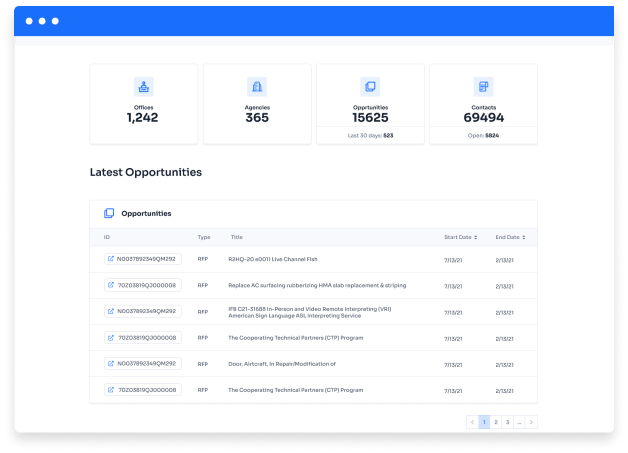 Offices
1,242
Agencies
365
Opprtunities
15625
Last 30 days: 523
Contacts
69494
Open: 5824
Latest Opportunities
Opportunities
ID Type Title Start Date End Date
N0037892349QM292 RFP R2HQ-20 e0011 Live Channel Fish 7/13/21 2/13/21
70Z03819QJ000008 RFP Replace AC surfacing rubberizing HMA slab replacement & striping 7/13/21 2/13/21
N0037892349QM292 RFP IFB C21-31688 In-Person and Video Remote Interpreting (VRI) 7/13/21 2/13/21
American Sign Language ASL Interpreting Service
70Z03819QJ000008 RFP The Cooperating Technical Partners (CTP) Program 7/13/21 2/13/21
N0037892349QM292 RFP Door, Airtcraft, In Repair/Modification of 7/13/21 2/13/21
70Z03819QJ000008 RFP The Cooperating Technical Partners (CTP) Program 7/13/21 2/13/21
< 1 2 3 ... >